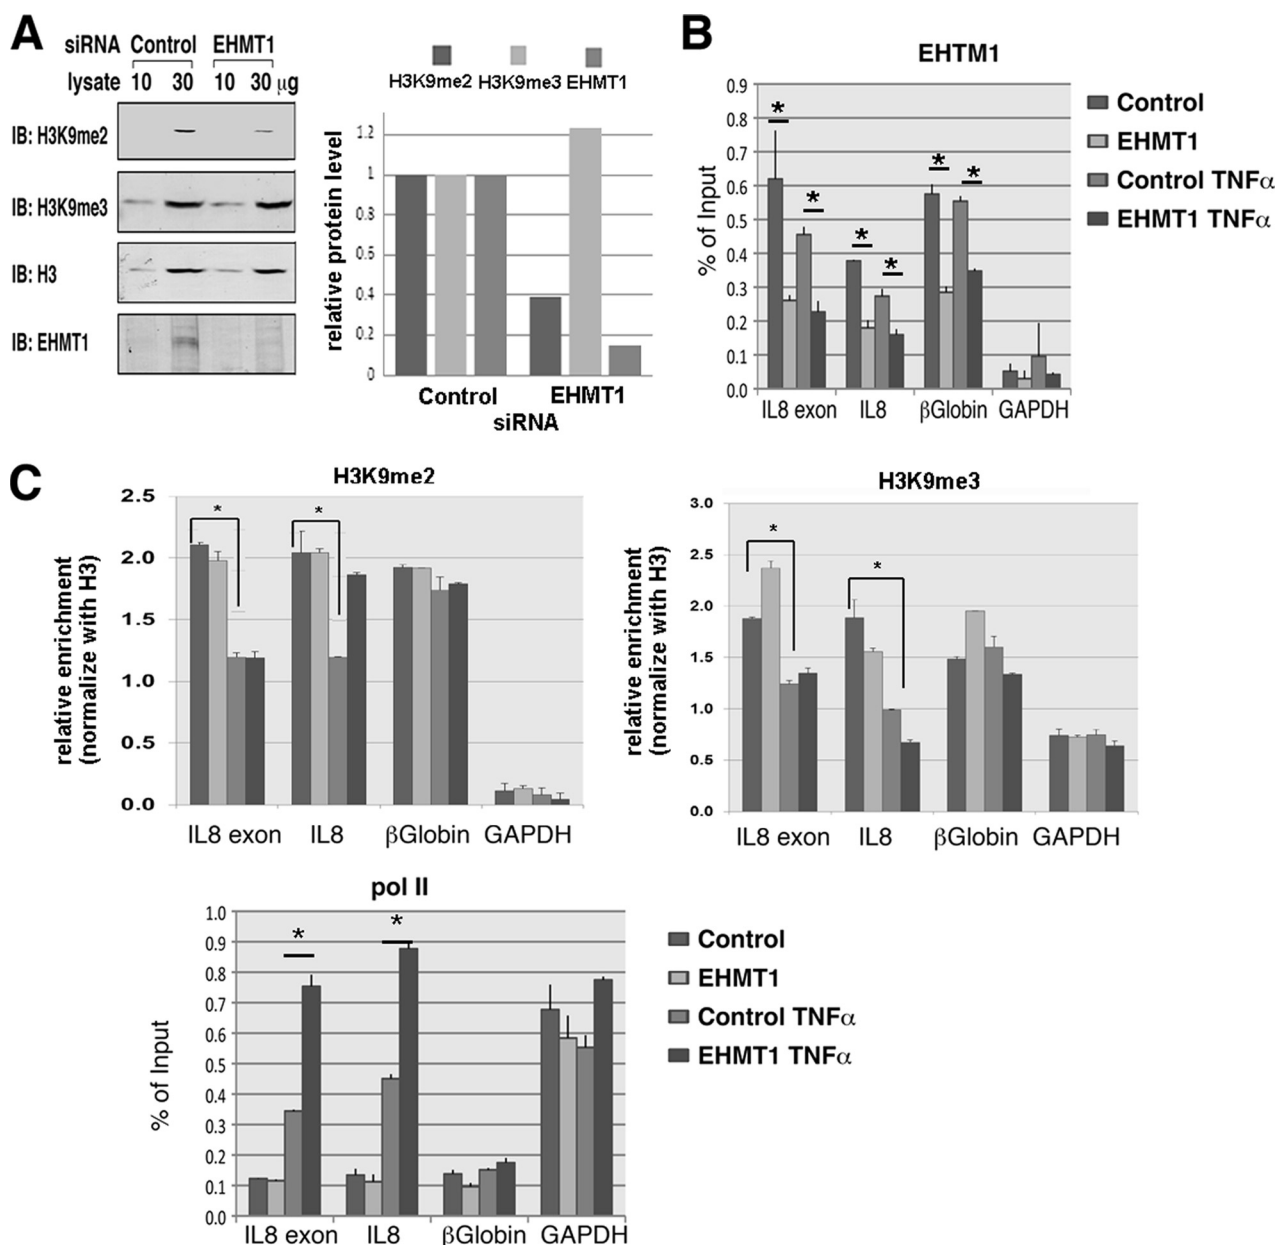 A
siRNA Control EHMT1
lysate 10 30 10 30 µg
IB: H3K9me2
IB: H3K9me3
IB: H3
IB: EHMT1
H3K9me2 H3K9me3 EHMT1
relative protein level
1.2
1
0.8
0.6
0.4
0.2
0
Control EHMT1
siRNA
B
EHTM1
% of Input
0.9
0.8
0.7
0.6
0.5
0.4
0.3
0.2
0.1
0.0
* * * * * *
IL8 exon IL8 βGlobin GAPDH
Control
EHMT1
Control TNFα
EHMT1 TNFα
C
H3K9me2
relative enrichment
(normalize with H3)
2.5
2.0
1.5
1.0
0.5
0.0
* *
IL8 exon IL8 βGlobin GAPDH
H3K9me3
relative enrichment
(normalize with H3)
3.0
2.5
2.0
1.5
1.0
0.5
0.0
* *
IL8 exon IL8 βGlobin GAPDH
pol II
% of Input
1.0
0.9
0.8
0.7
0.6
0.5
0.4
0.3
0.2
0.1
0.0
* *
IL8 exon IL8 βGlobin GAPDH
Control
EHMT1
Control TNFα
EHMT1 TNFα